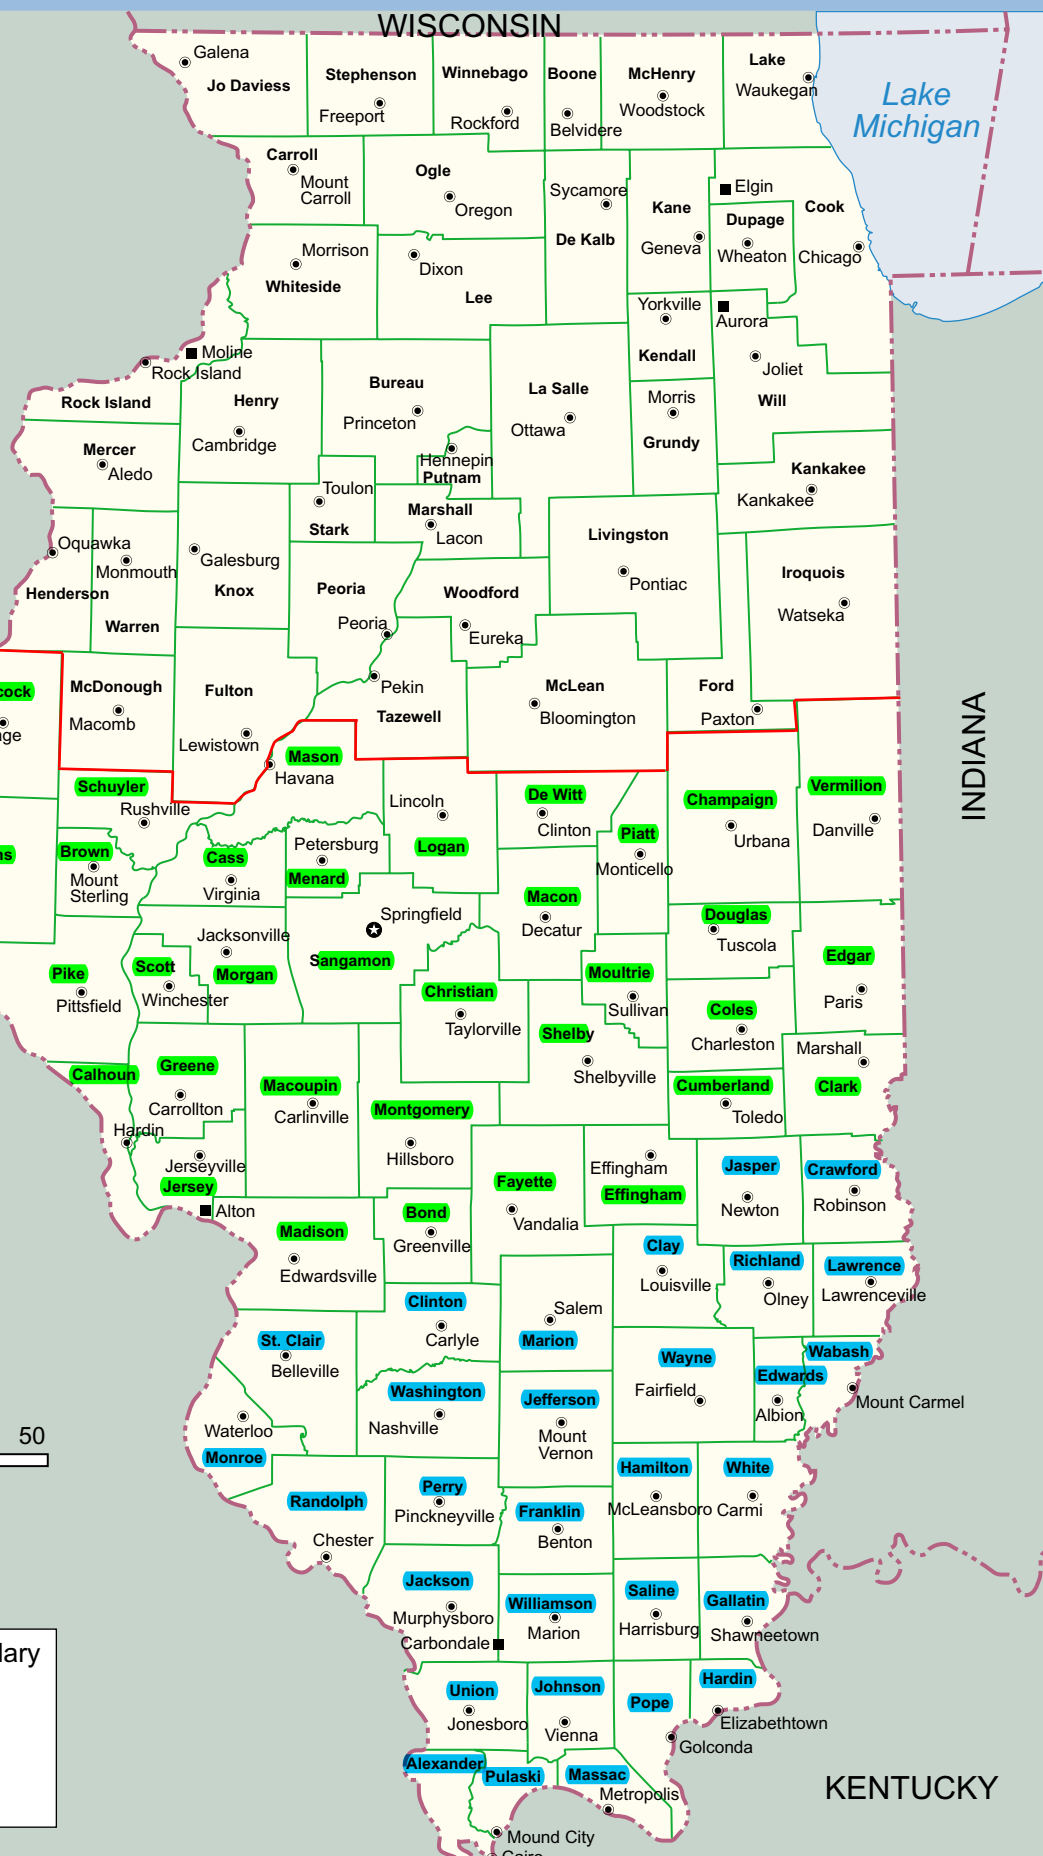 WISCONSIN
Galena
Jo Daviess
Stephenson
Freeport
Winnebago
Rockford
Boone
Belvidere
McHenry
Woodstock
Lake
Waukegan
Lake
Michigan
Carroll
Mount
Carroll
Ogle
Oregon
Sycamore
De Kalb
Kane
Geneva
Elgin
Dupage
Wheaton
Cook
Chicago
Morrison
Whiteside
Dixon
Lee
Yorkville
Kendall
Aurora
Joliet
Will
Moline
Rock Island
Rock Island
Henry
Cambridge
Bureau
Princeton
La Salle
Ottawa
Morris
Grundy
Mercer
Aledo
Hennepin
Putnam
Kankakee
Kankakee
Toulon
Stark
Marshall
Lacon
Livingston
Pontiac
Oquawka
Henderson
Monmouth
Warren
Galesburg
Knox
Peoria
Peoria
Woodford
Eureka
Iroquois
Watseka
cock
age
McDonough
Macomb
Fulton
Lewistown
Pekin
Tazewell
McLean
Bloomington
Ford
Paxton
INDIANA
Mason
Havana
Schuyler
Rushville
Lincoln
Logan
De Witt
Clinton
Piatt
Monticello
Champaign
Urbana
Vermilion
Danville
ns
Brown
Mount
Sterling
Cass
Virginia
Petersburg
Menard
Macon
Decatur
Springfield
Sangamon
Douglas
Tuscola
Jacksonville
Morgan
Scott
Winchester
Pike
Pittsfield
Christian
Taylorville
Moultrie
Sullivan
Edgar
Paris
Coles
Charleston
Shelby
Shelbyville
Marshall
Clark
Calhoun
Hardin
Greene
Carrollton
Macoupin
Carlinville
Montgomery
Hillsboro
Cumberland
Toledo
Jerseyville
Jersey
Alton
Fayette
Vandalia
Effingham
Effingham
Jasper
Newton
Crawford
Robinson
Madison
Edwardsville
Bond
Greenville
Clay
Louisville
Richland
Olney
Lawrence
Lawrenceville
Clinton
Carlyle
Salem
Marion
St. Clair
Belleville
Wayne
Fairfield
Edwards
Albion
Wabash
Mount Carmel
Washington
Nashville
Jefferson
Mount
Vernon
Waterloo
Monroe
50
Randolph
Chester
Perry
Pinckneyville
Franklin
Benton
Hamilton
McLeansboro
White
Carmi
Jackson
Murphysboro
Carbondale
Williamson
Marion
Saline
Harrisburg
Gallatin
Shawneetown
lary
Union
Jonesboro
Johnson
Vienna
Pope
Golconda
Hardin
Elizabethtown
Alexander
Pulaski
Massac
Metropolis
KENTUCKY
Mound City
Cairo